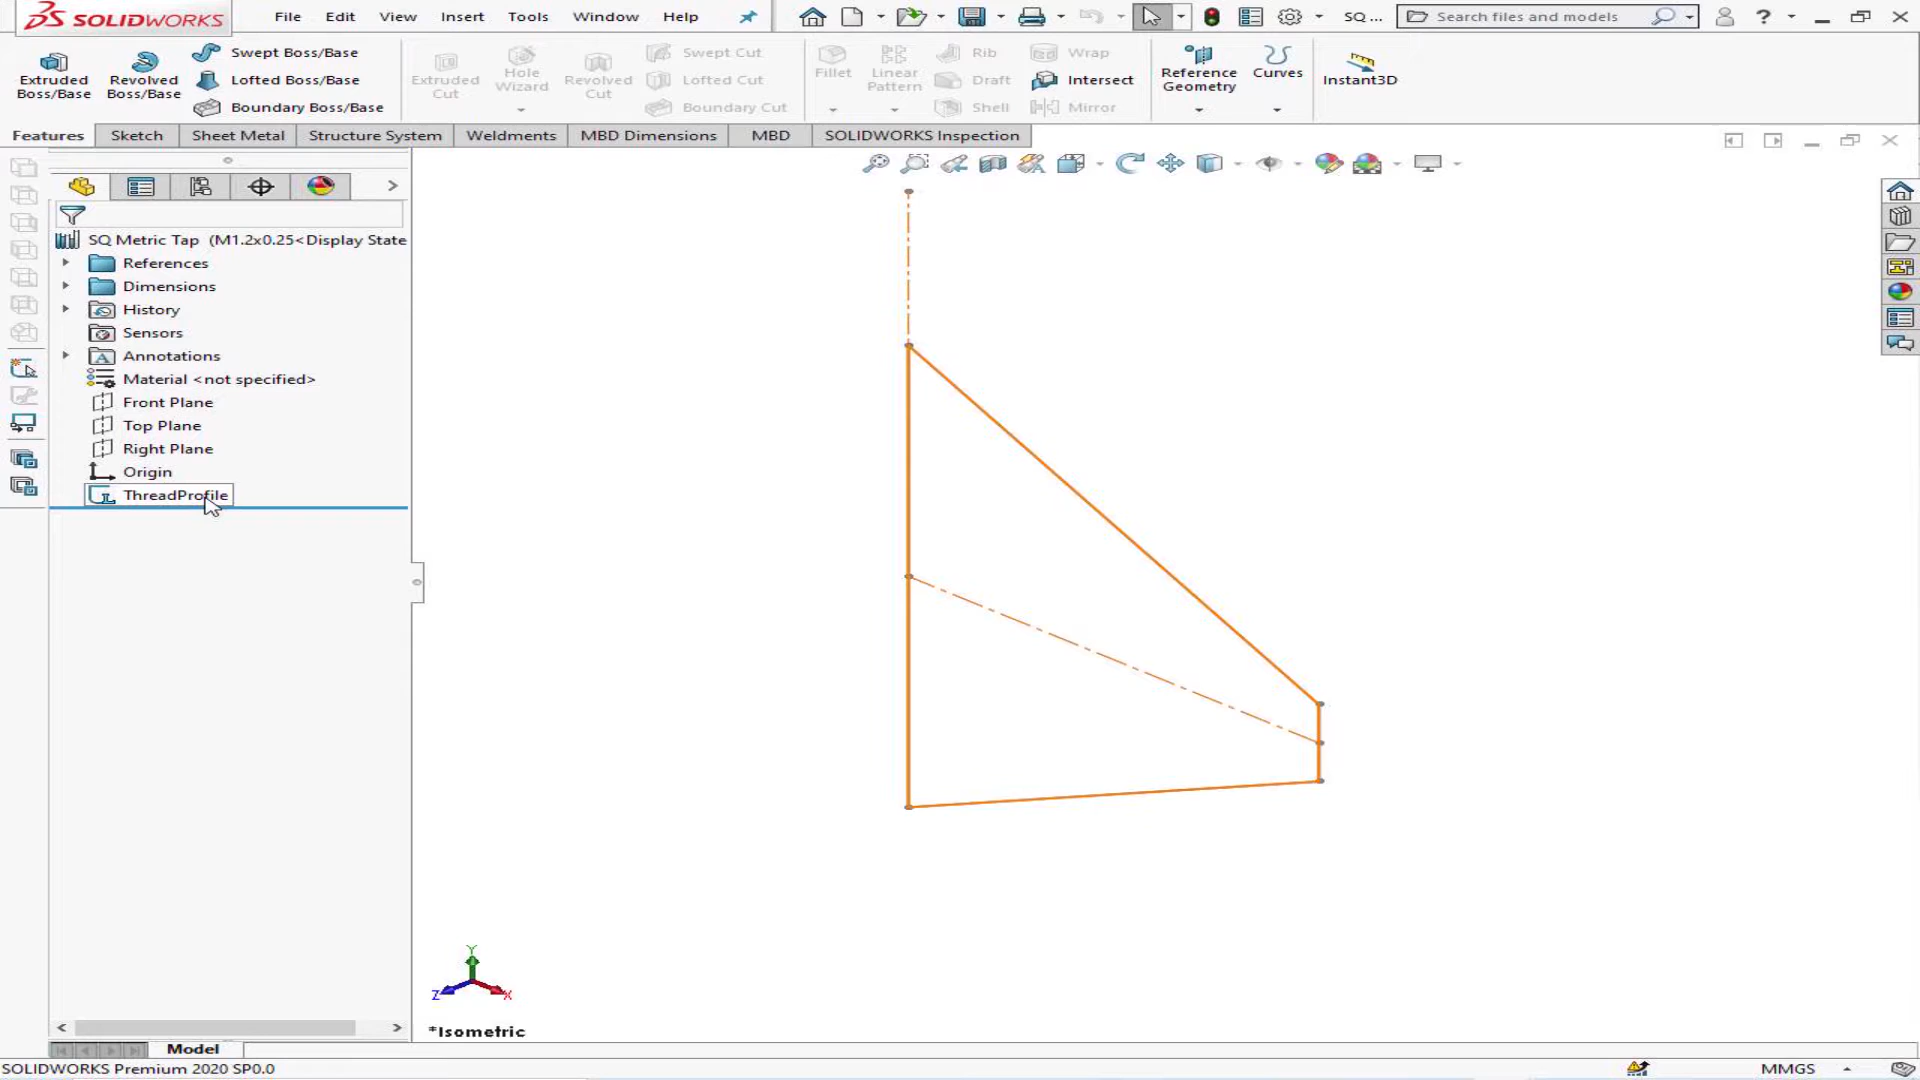 SOLIDWORKS File Edit View Insert Tools Window Help SQ ... Search files and models
Extruded Boss/Base Revolved Boss/Base Swept Boss/Base Lofted Boss/Base Boundary Boss/Base Extruded Cut Hole Wizard Revolved Cut Swept Cut Lofted Cut Boundary Cut Fillet Linear Pattern Rib Draft Shell Wrap Intersect Mirror Reference Geometry Curves Instant3D
Features Sketch Sheet Metal Structure System Weldments MBD Dimensions MBD SOLIDWORKS Inspection
SQ Metric Tap (M1.2x0.25<Display State
References
Dimensions
History
Sensors
Annotations
Material <not specified>
Front Plane
Top Plane
Right Plane
Origin
ThreadProfile
Y
Z X
*Isometric
Model
SOLIDWORKS Premium 2020 SP0.0 MMGS